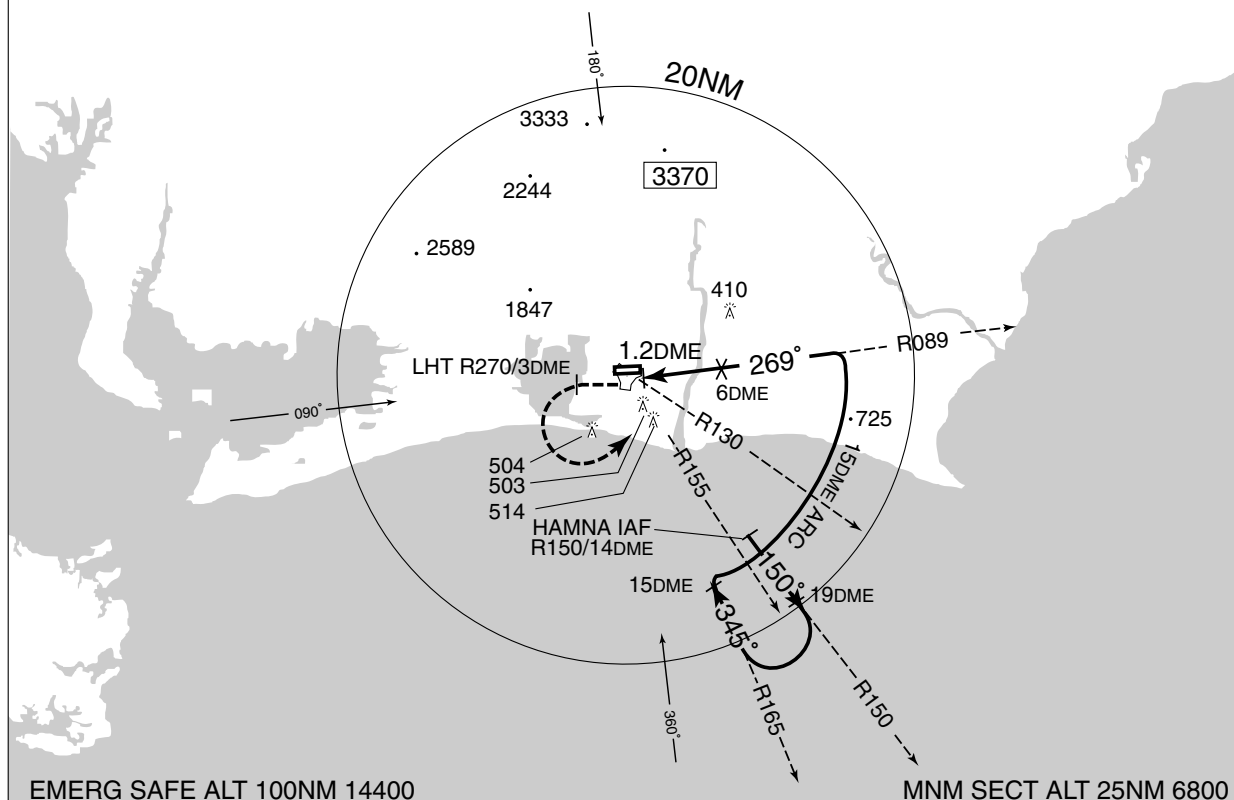 180°
20NM
3333
3370
2244
2589
1847
410
1.2DME
R089
LHT R270/3DME
269°
6DME
090°
R130
725
R155
15DME ARC
504
503
514
HAMNA IAF
R150/14DME
150°
15DME
19DME
345°
R165
R150
360°
EMERG SAFE ALT 100NM 14400
MNM SECT ALT 25NM 6800